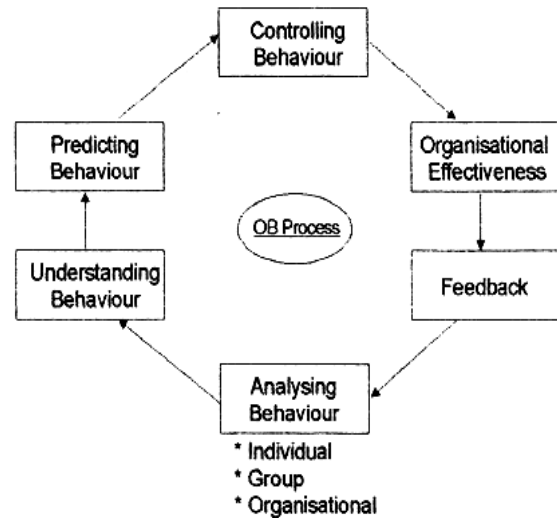 Controlling
Behaviour
Predicting
Behaviour
Organisational
Effectiveness
OB Process
Understanding
Behaviour
Feedback
Analysing
Behaviour
* Individual
* Group
* Organisational